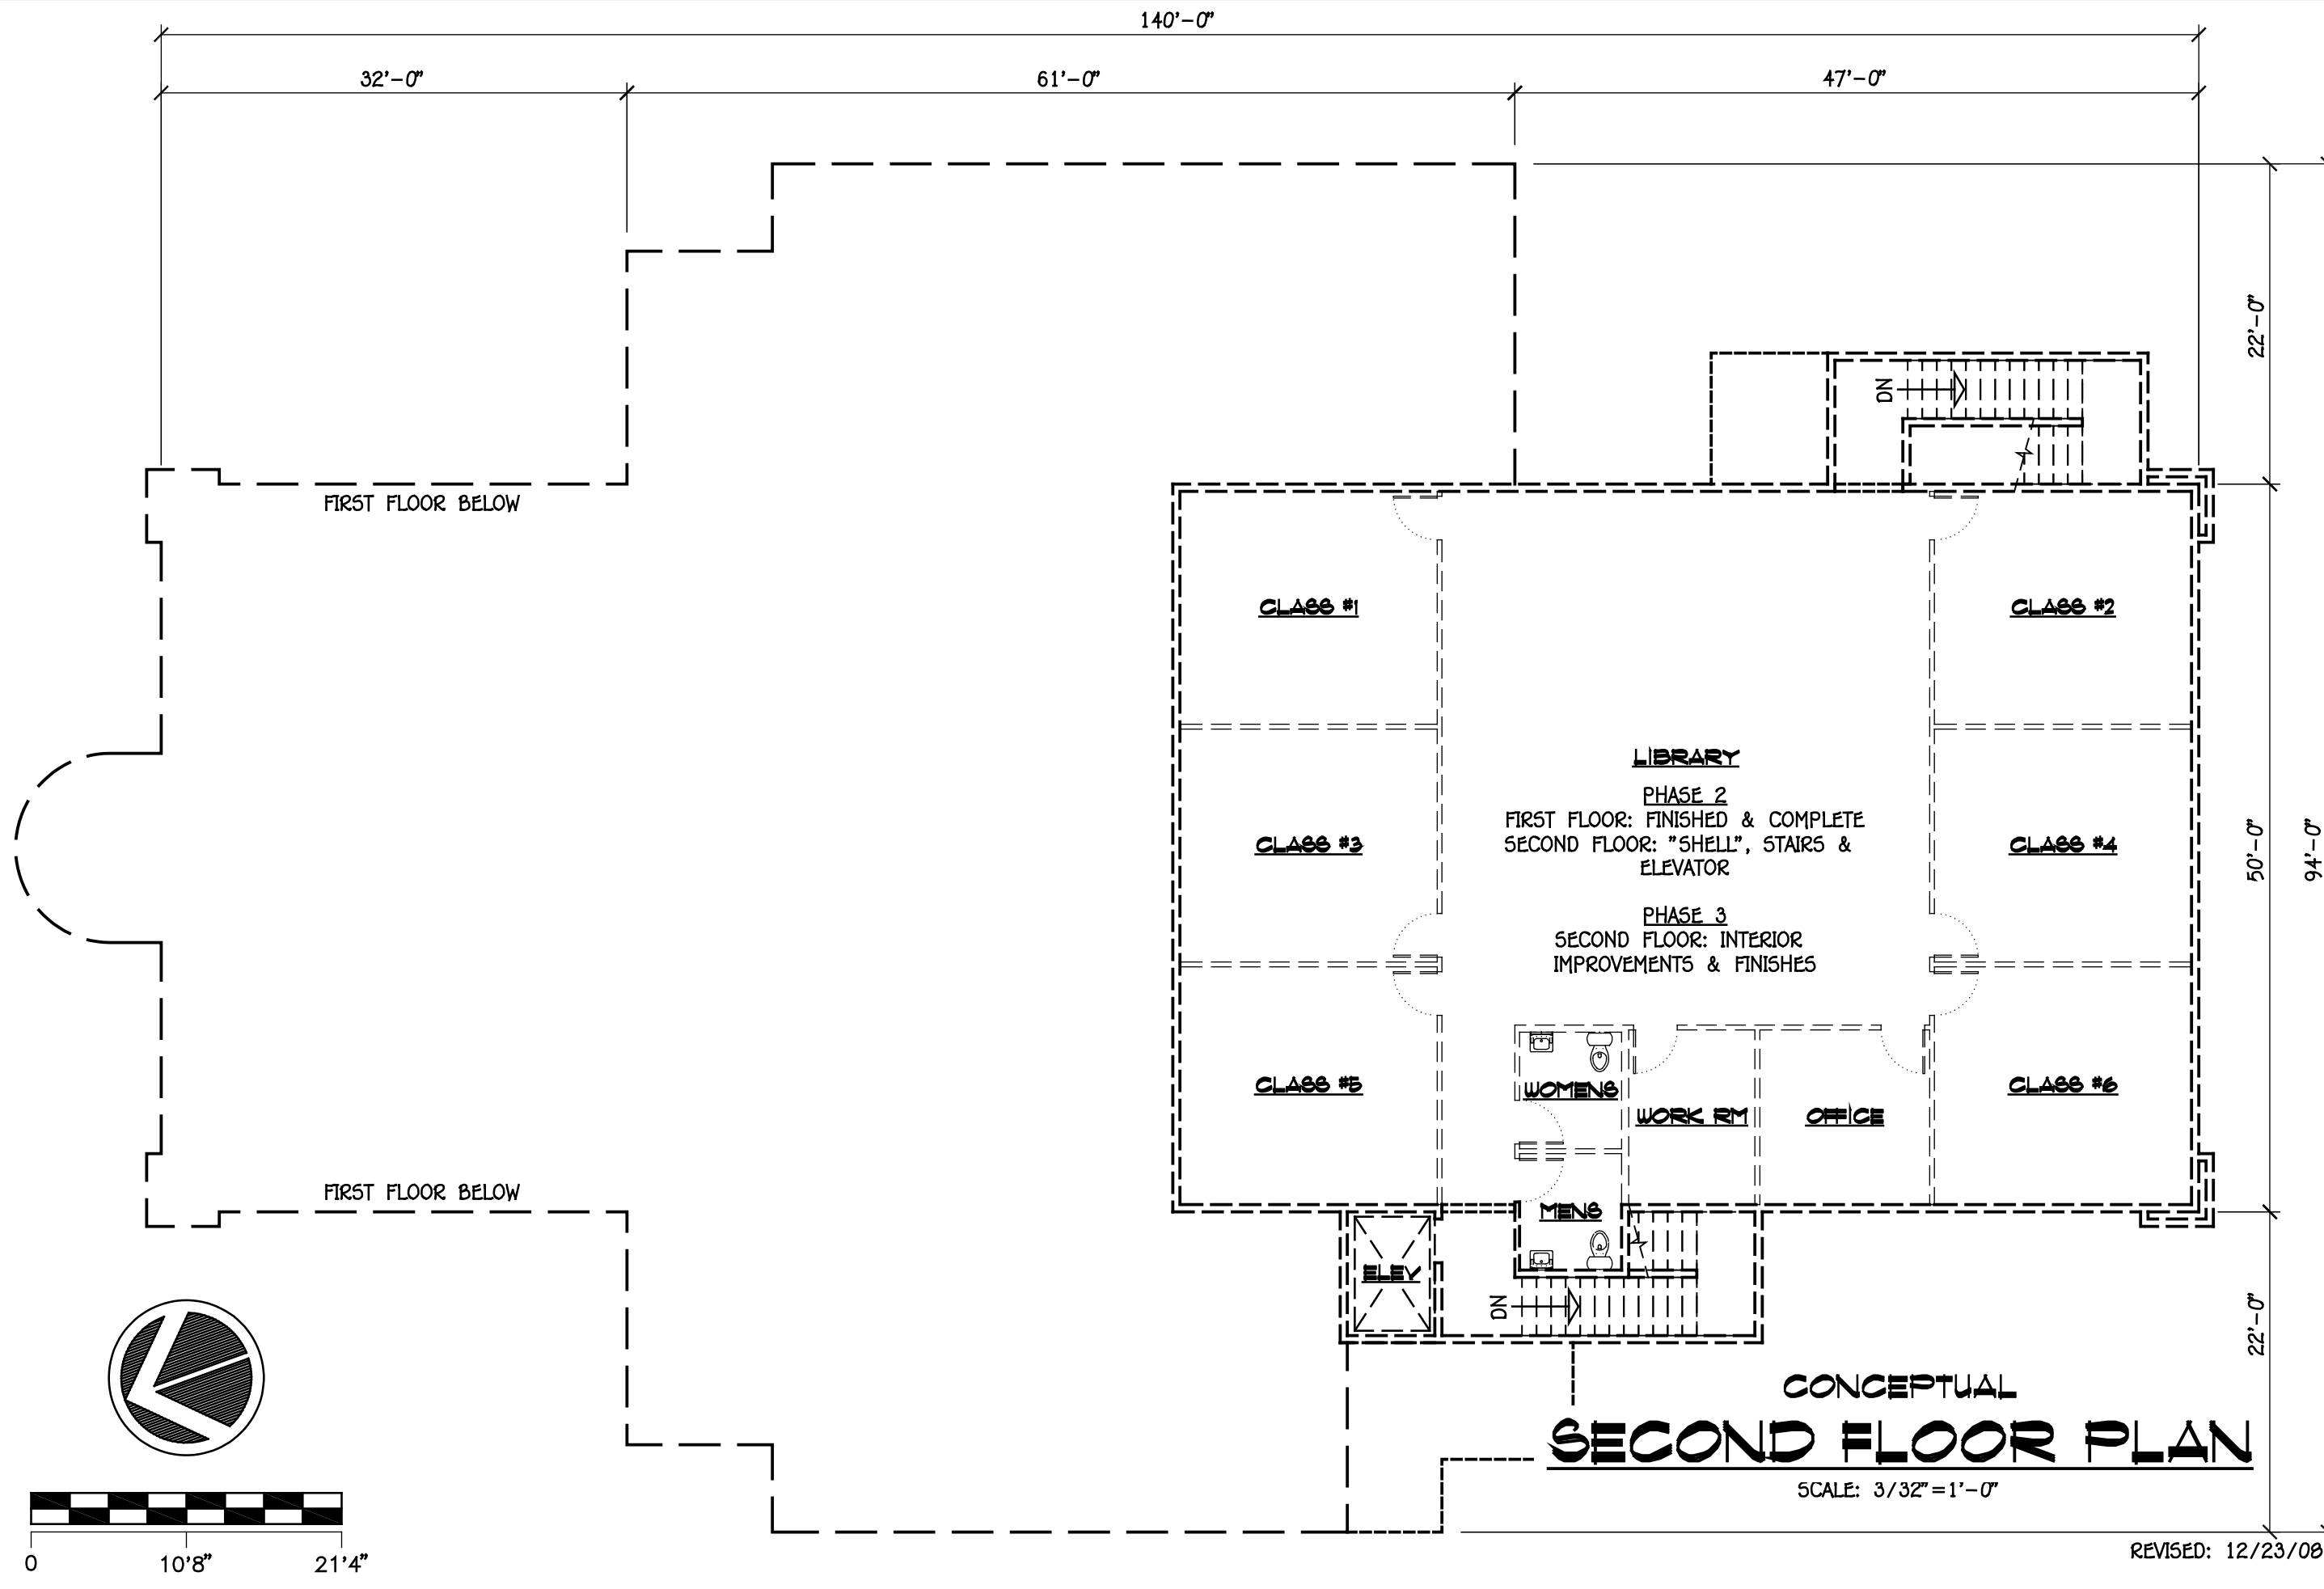 140'-0"
32'-0"
61'-0"
47'-0"
22'-0"
DN
FIRST FLOOR BELOW
CLASS #1
CLASS #2
LIBRARY
PHASE 2
FIRST FLOOR: FINISHED & COMPLETE
SECOND FLOOR: "SHELL", STAIRS &
ELEVATOR
CLASS #3
CLASS #4
50'-0"
94'-0"
PHASE 3
SECOND FLOOR: INTERIOR
IMPROVEMENTS & FINISHES
CLASS #5
WOMENS
WORK RM
OFFICE
CLASS #6
FIRST FLOOR BELOW
MENS
ELEV
DN
22'-0"
CONCEPTUAL
SECOND FLOOR PLAN
SCALE: 3/32"=1'-0"
0
10'8"
21'4"
REVISED: 12/23/08